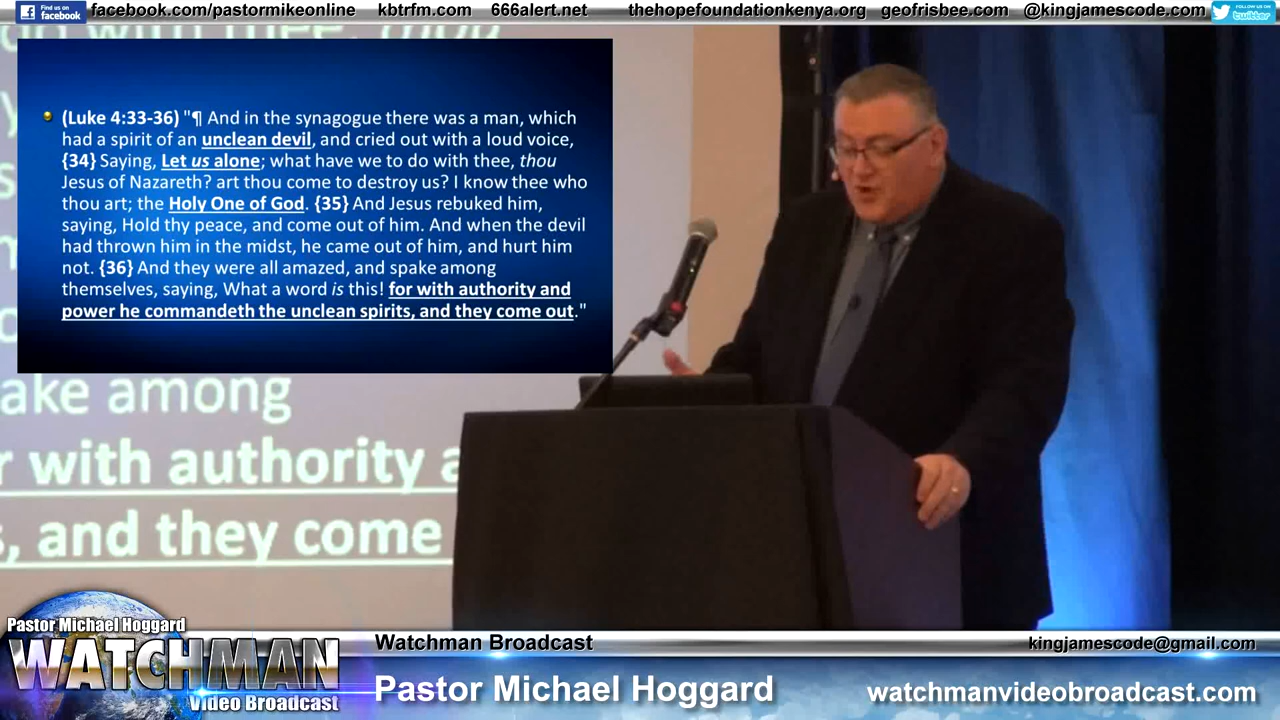 Find us on facebook
facebook.com/pastormikeonline kbtrfm.com 666alert.net thehopefoundationkenya.org geofrisbee.com @kingjamescode.com
FOLLOW US ON twitter
do with thee, thou
(Luke 4:33-36) "¶ And in the synagogue there was a man, which
had a spirit of an unclean devil, and cried out with a loud voice,
{34} Saying, Let us alone; what have we to do with thee, thou
Jesus of Nazareth? art thou come to destroy us? I know thee who
thou art; the Holy One of God. {35} And Jesus rebuked him,
saying, Hold thy peace, and come out of him. And when the devil
had thrown him in the midst, he came out of him, and hurt him
not. {36} And they were all amazed, and spake among
themselves, saying, What a word is this! for with authority and
power he commandeth the unclean spirits, and they come out."
ake among
r with authority a
s, and they come
Pastor Michael Hoggard
WATCHMAN
Video Broadcast
Watchman Broadcast
kingjamescode@gmail.com
Pastor Michael Hoggard
watchmanvideobroadcast.com